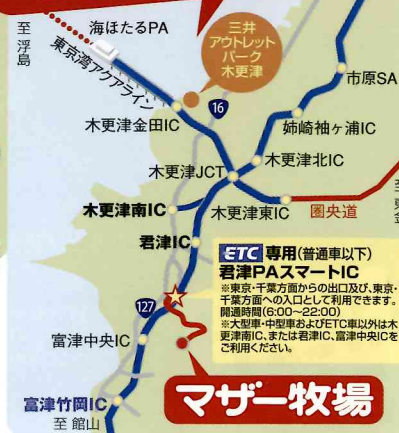 至 浮島
海ほたるPA
東京湾アクアライン
三井
アウトレット
パーク
木更津
16
市原SA
木更津金田IC
姉崎袖ヶ浦IC
木更津JCT
木更津北IC
木更津南IC
木更津東IC
圏央道
至 東金
君津IC
ETC 専用(普通車以下)
君津PAスマートIC
※東京・千葉方面からの出口及び、東京・
千葉方面への入口として利用できます。
開通時間(6:00~22:00)
※大型車・中型車およびETC車以外は木
更津南IC、または君津IC、富津中央ICを
ご利用ください。
127
富津中央IC
マザー牧場
富津竹岡IC
至 館山